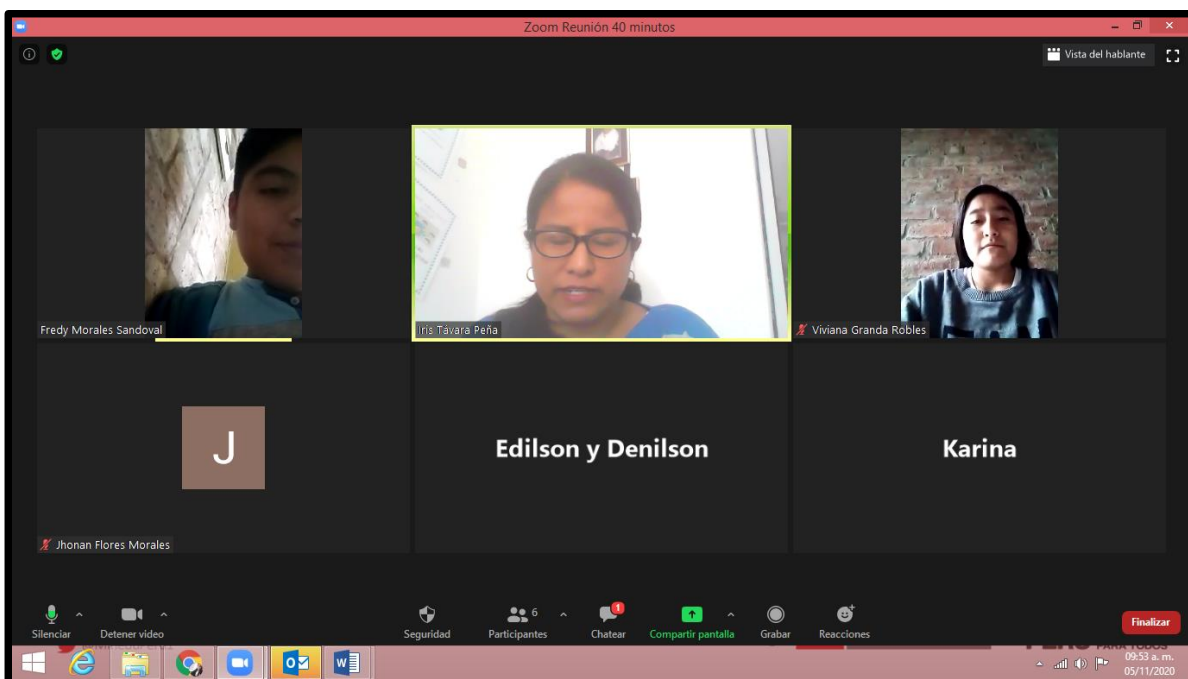 Zoom Reunión 40 minutos
Vista del hablante
Fredy Morales Sandoval
Iris Távara Peña
Viviana Granda Robles
J
Edilson y Denilson
Karina
Jhonan Flores Morales
Silenciar
Detener video
Seguridad
Participantes
6
Chatear
1
Compartir pantalla
Grabar
Reacciones
Finalizar
PARA TODOS
09:53 a. m.
05/11/2020